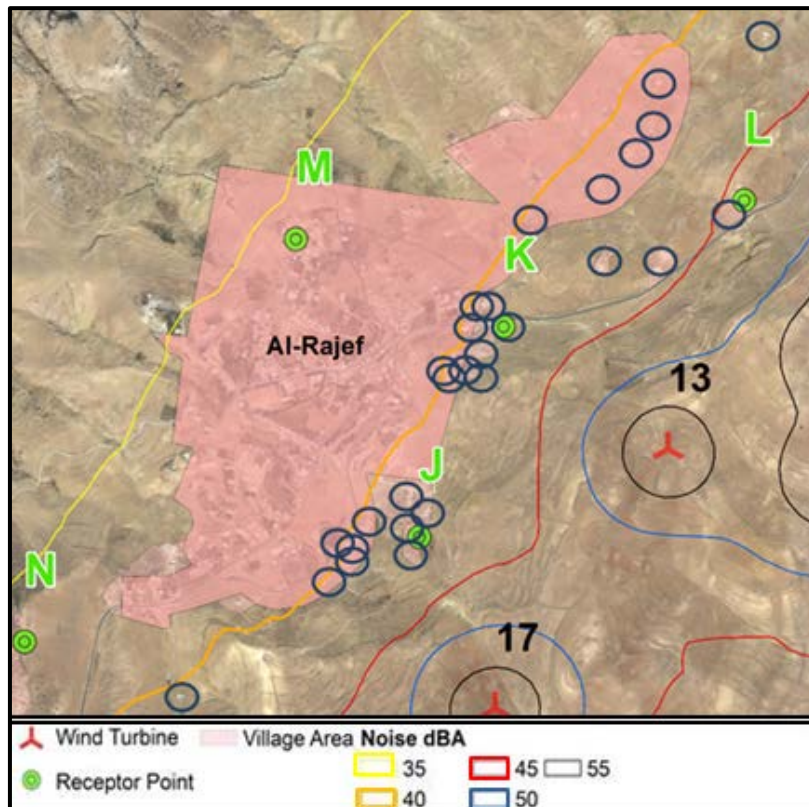 L
M
K
Al-Rajef
13
J
N
17
Wind Turbine Village Area Noise dBA
35 45 55
Receptor Point
40 50